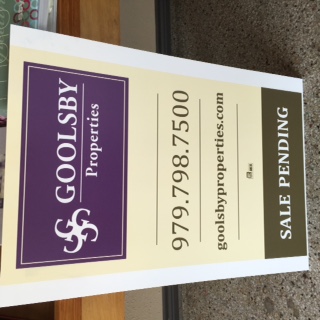 GOOLSBY
Properties
979.798.7500
goolsbyproperties.com
SALE PENDING